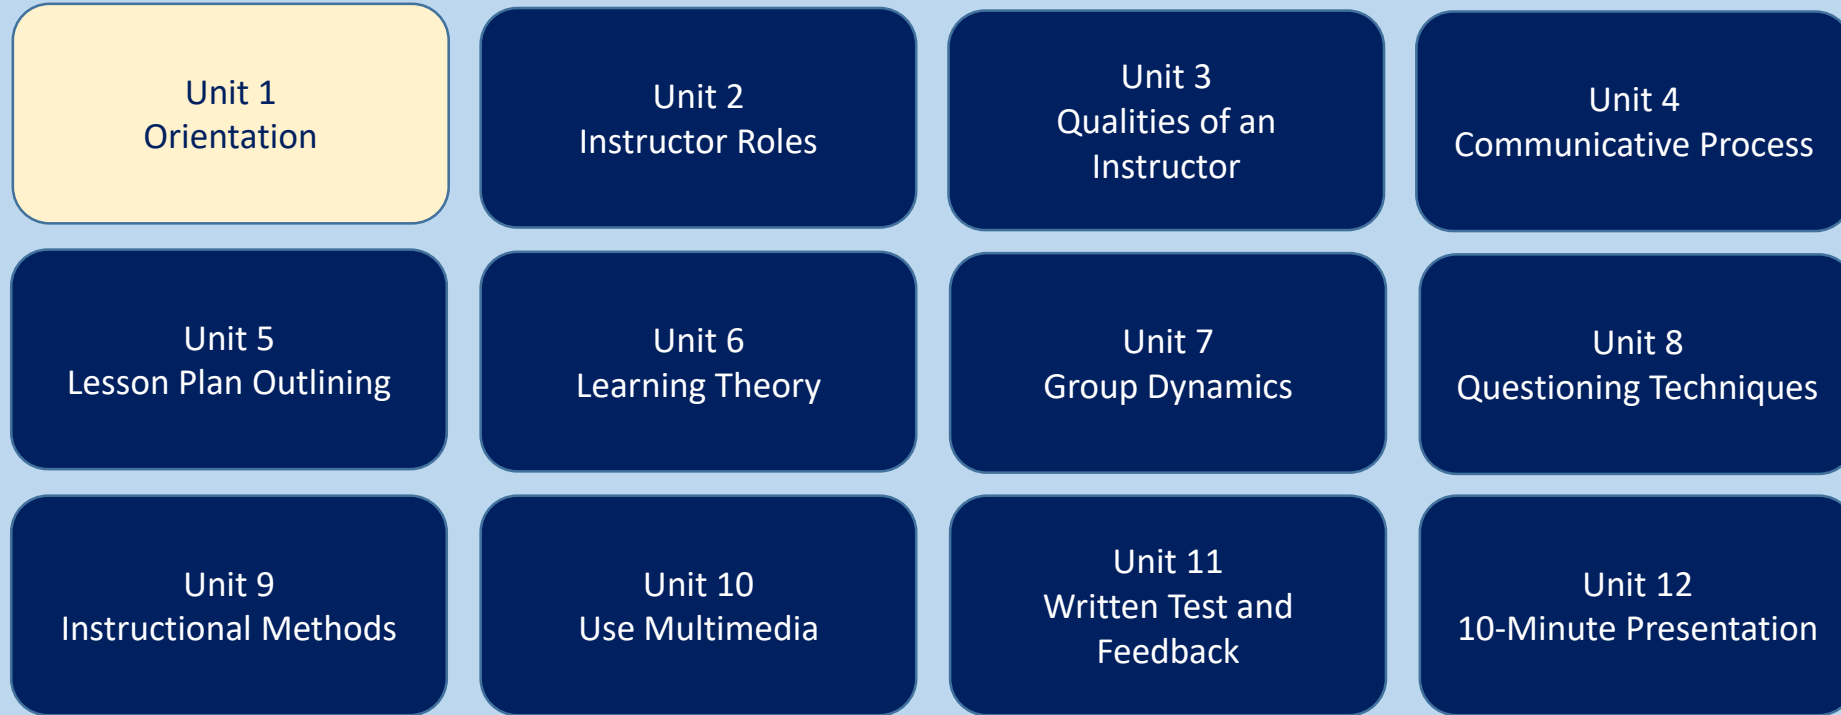 Unit 1
Orientation
Unit 2
Instructor Roles
Unit 3
Qualities of an
Instructor
Unit 4
Communicative Process
Unit 5
Lesson Plan Outlining
Unit 6
Learning Theory
Unit 7
Group Dynamics
Unit 8
Questioning Techniques
Unit 9
Instructional Methods
Unit 10
Use Multimedia
Unit 11
Written Test and
Feedback
Unit 12
10-Minute Presentation